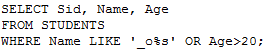 SELECT Sid, Name, Age
FROM STUDENTS
WHERE Name LIKE '_o%s' OR Age>20;